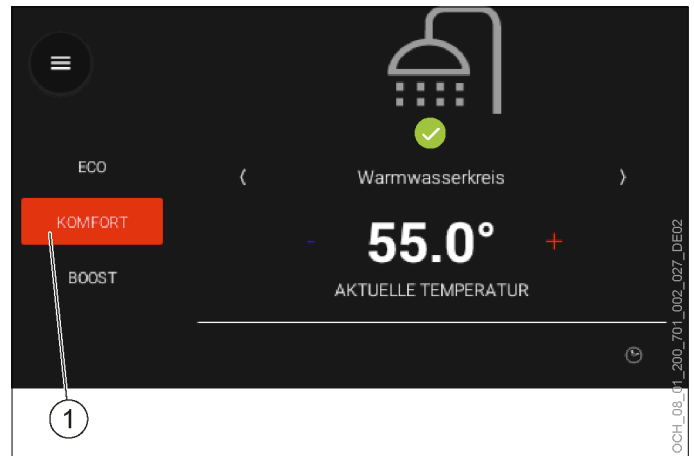 ECO
KOMFORT
BOOST
Warmwasserkreis
- 55.0° +
AKTUELLE TEMPERATUR
1
OCH_08_01_200_701_002_027_DE02